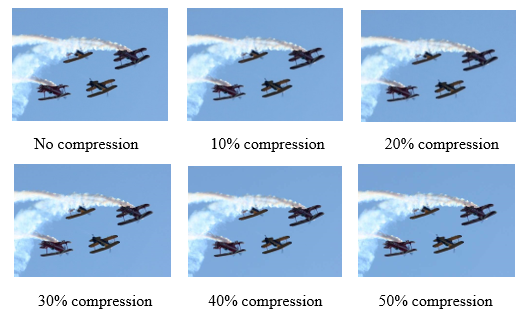 No compression
10% compression
20% compression
30% compression
40% compression
50% compression